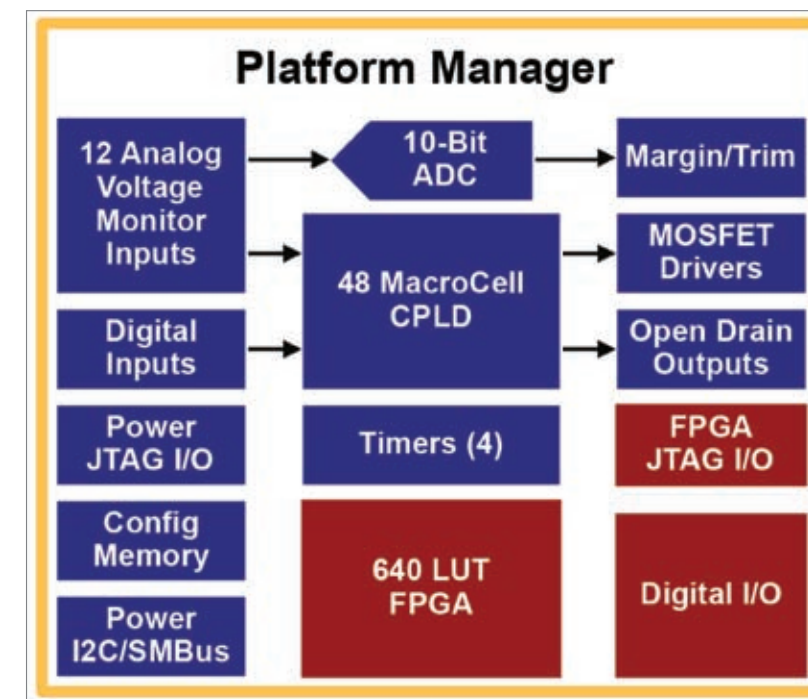 Platform Manager
12 Analog
Voltage
Monitor
Inputs
10-Bit
ADC
Margin/Trim
48 MacroCell
CPLD
MOSFET
Drivers
Digital
Inputs
Open Drain
Outputs
Power
JTAG I/O
Timers (4)
FPGA
JTAG I/O
Config
Memory
640 LUT
FPGA
Digital I/O
Power
I2C/SMBus